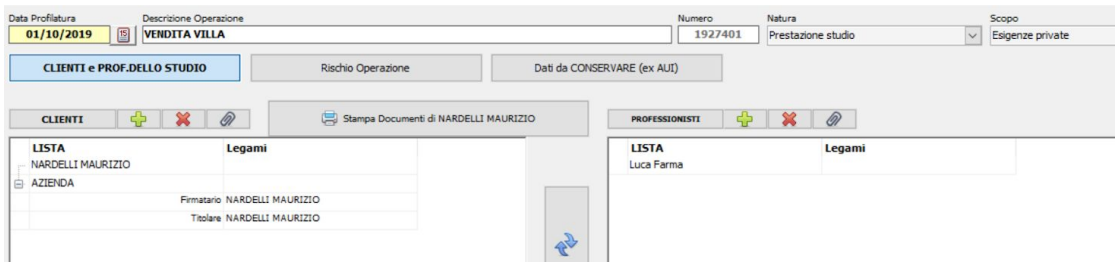 Data Profilatura Descrizione Operazione Numero Natura Scopo
01/10/2019 15 VENDITA VILLA 1927401 Prestazione studio Esigenze private
CLIENTI e PROF.DELLO STUDIO Rischio Operazione Dati da CONSERVARE (ex AUI)
CLIENTI Stampa Documenti di NARDELLI MAURIZIO PROFESSIONISTI
LISTA Legami LISTA Legami
NARDELLI MAURIZIO Luca Farma
AZIENDA
Firmatario NARDELLI MAURIZIO
Titolare NARDELLI MAURIZIO